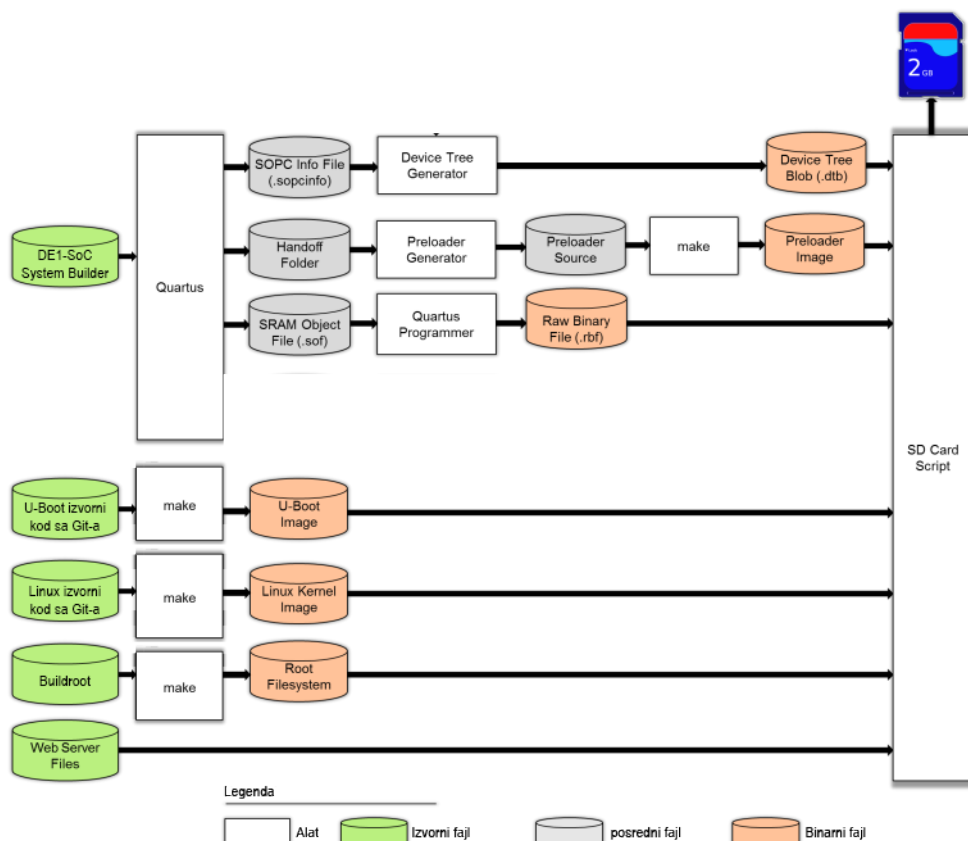 2 GB
SOPC Info File
(.sopcinfo)
Device Tree
Generator
Device Tree
Blob (.dtb)
DE1-SoC
System Builder
Quartus
Handoff
Folder
Preloader
Generator
Preloader
Source
make
Preloader
Image
SRAM Object
File (.sof)
Quartus
Programmer
Raw Binary
File (.rbf)
SD Card
Script
U-Boot izvorni
kod sa Git-a
make
U-Boot
Image
Linux izvorni
kod sa Git-a
make
Linux Kernel
Image
Buildroot
make
Root
Filesystem
Web Server
Files
Legenda
Alat
Izvorni fajl
posredni fajl
Binarni fajl